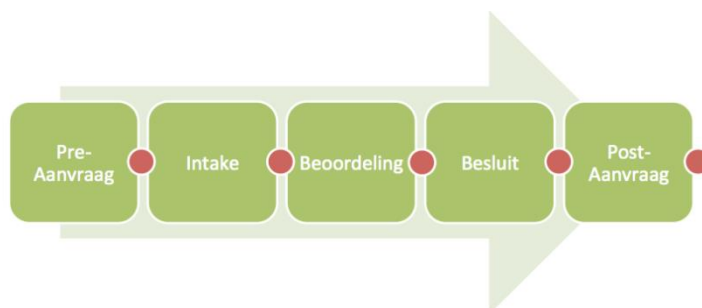 Pre-
Aanvraag
Intake
Beoordeling
Besluit
Post-
Aanvraag